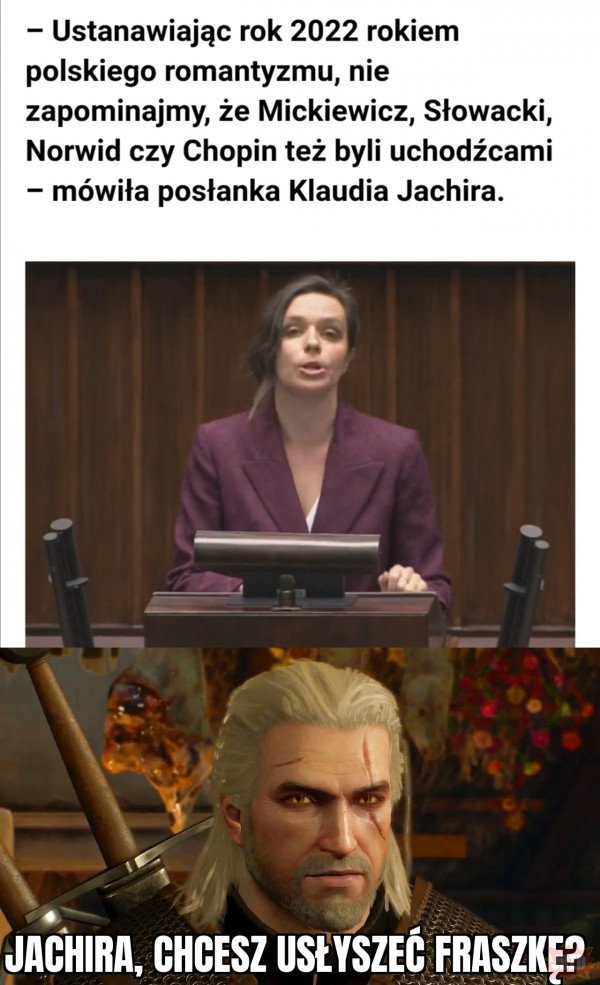 – Ustanawiając rok 2022 rokiem
polskiego romantyzmu, nie
zapominajmy, że Mickiewicz, Słowacki,
Norwid czy Chopin też byli uchodźcami
– mówiła posłanka Klaudia Jachira.
JACHIRA, CHCESZ USŁYSZEĆ FRASZKĘ?